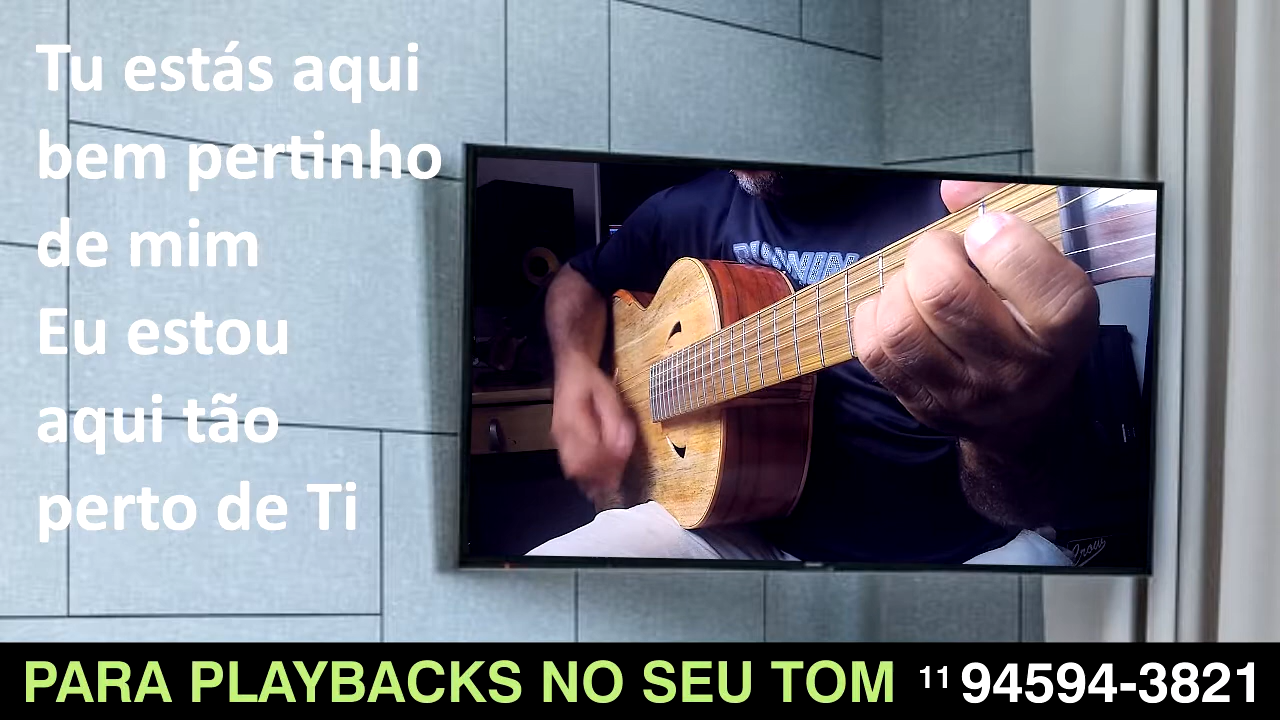 Tu estás aqui
bem pertinho
de mim
Eu estou
aqui tão
perto de Ti
PARA PLAYBACKS NO SEU TOM 11 94594-3821